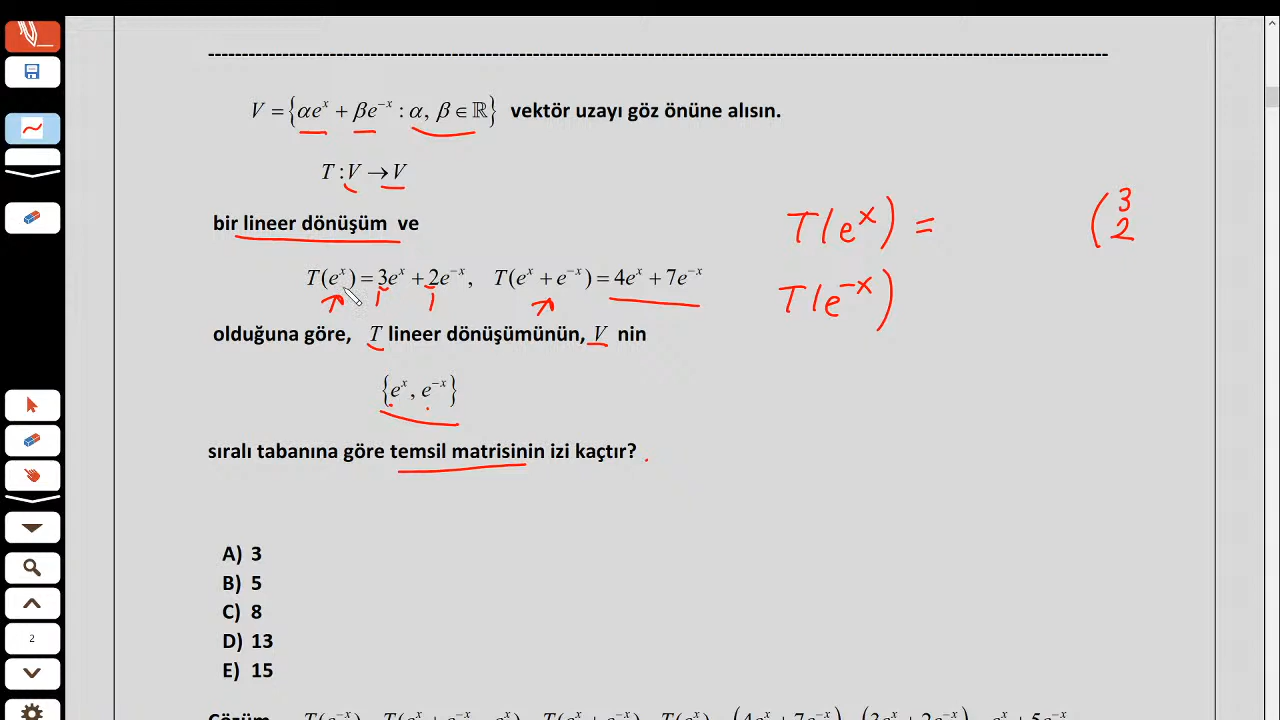 V = {αe^x + βe^{-x} : α, β ∈ ℝ} vektör uzayı göz önüne alısın.
T : V → V
bir lineer dönüşüm ve
T(e^x) = 3e^x + 2e^{-x}, T(e^x + e^{-x}) = 4e^x + 7e^{-x}
olduğuna göre, T lineer dönüşümünün, V nin
{e^x, e^{-x}}
sıralı tabanına göre temsil matrisinin izi kaçtır?
A) 3
B) 5
C) 8
D) 13
E) 15
T(e^x) =
(3
2
T(e^{-x})
2